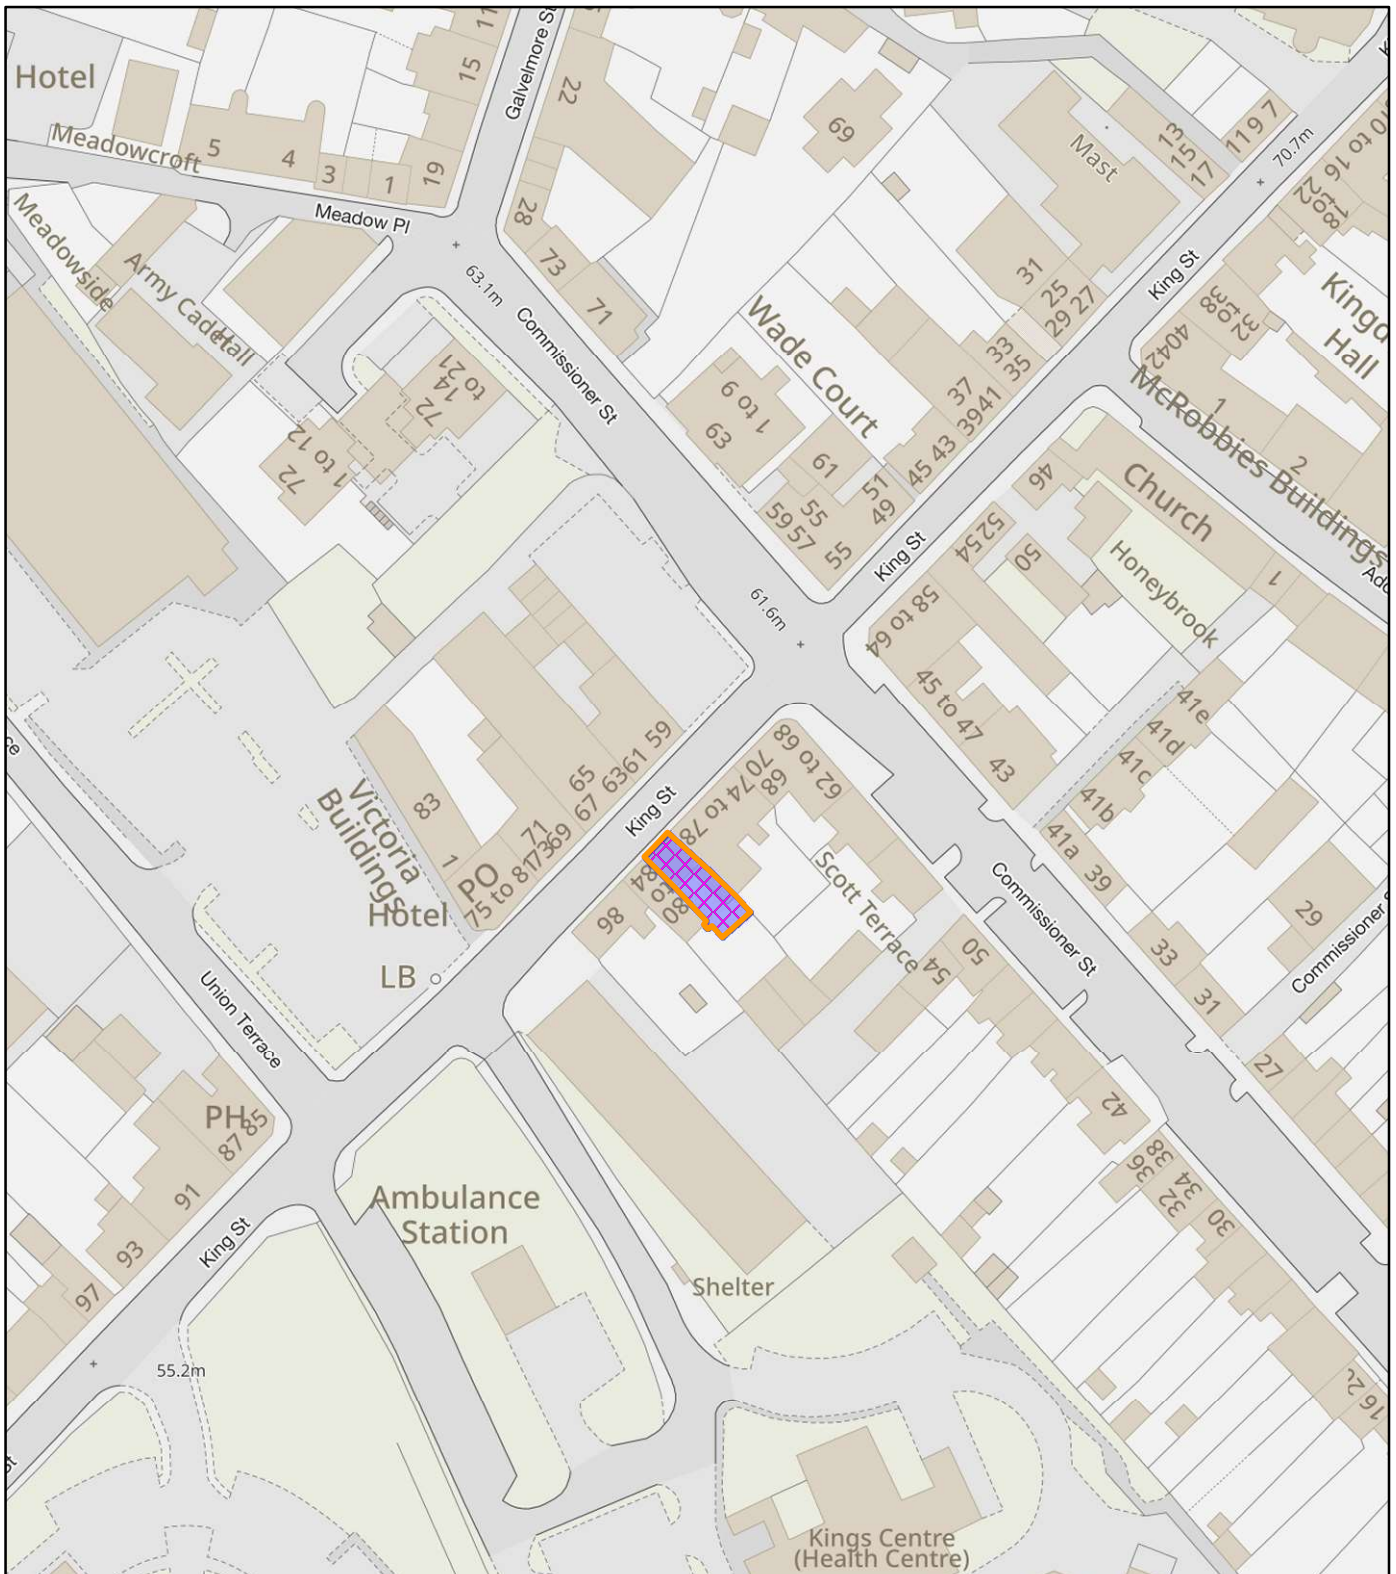 11
Galvelmore St
15
22
Hotel
69
Mast
13
15
17
11 9 7
70.7m
10 to 16
Meadowcroft
5
4
3
1
19
28
Meadow Pl
Meadowside
Army Cadet
Hall
63.1m
73
71
Commissioner St
Wade Court
31
25
29 27
33
35
37
39 41
45 43
King St
38
32
40 42
Hall
McRobbies Buildings
1
2
14
to 21
72
1 to 12
72
1 to 6
63
61
51
49
55
59 57
55
61.6m
King St
46
Church
52 54
50
Honeybrook
1
58 to 64
45 to 47
43
41e
41d
41c
41b
41a
39
33
31
29
27
Commissioner
83
1
Victoria
Buildings
65
67
63 61 59
71
73 69
PO
75 to 81
Hotel
LB
King St
62 to 68
68
70
74 to 78
80
to 84
86
Scott Terrace
54
50
Commissioner St
42
38
36
34
32
30
16
Union Terrace
PH
87 85
91
93
97
King St
55.2m
Ambulance
Station
Shelter
Kings Centre
(Health Centre)